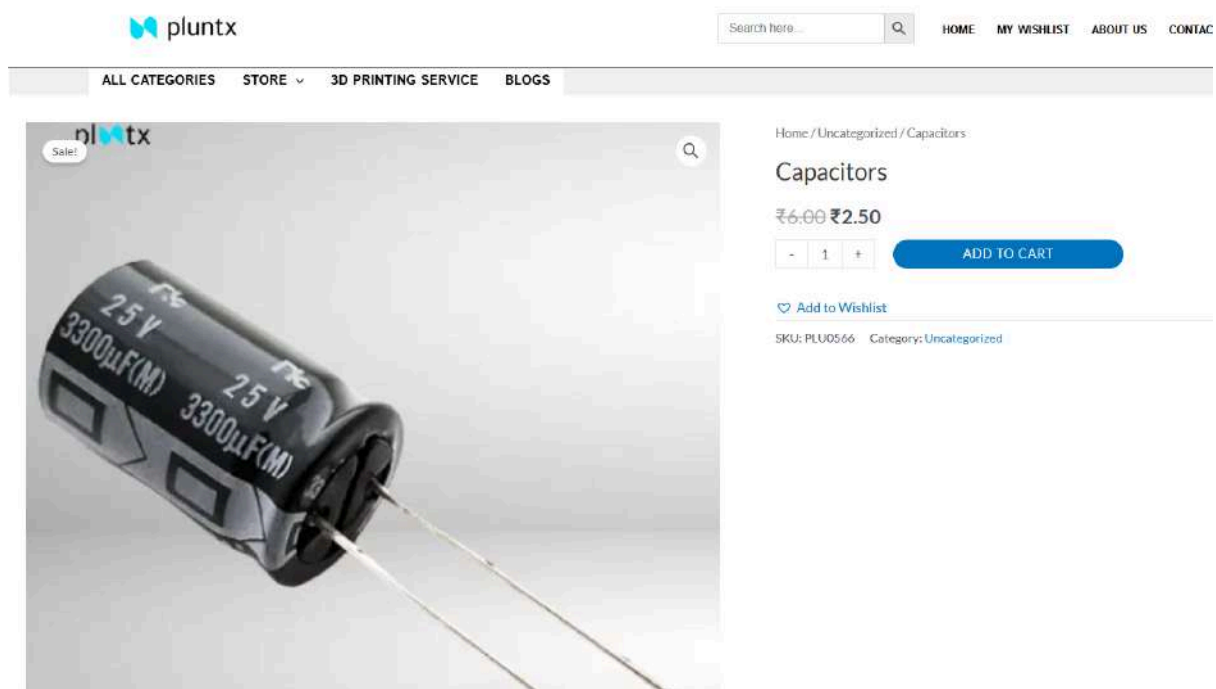 pluntx
Search here...
HOME MY WISHLIST ABOUT US CONTAC
ALL CATEGORIES STORE 3D PRINTING SERVICE BLOGS
Sale!
Home / Uncategorized / Capacitors
Capacitors
₹6.00 ₹2.50
- 1 +
ADD TO CART
Add to Wishlist
SKU: PLU0566 Category: Uncategorized
25V
3300µF(M)
25V
3300µF(M)